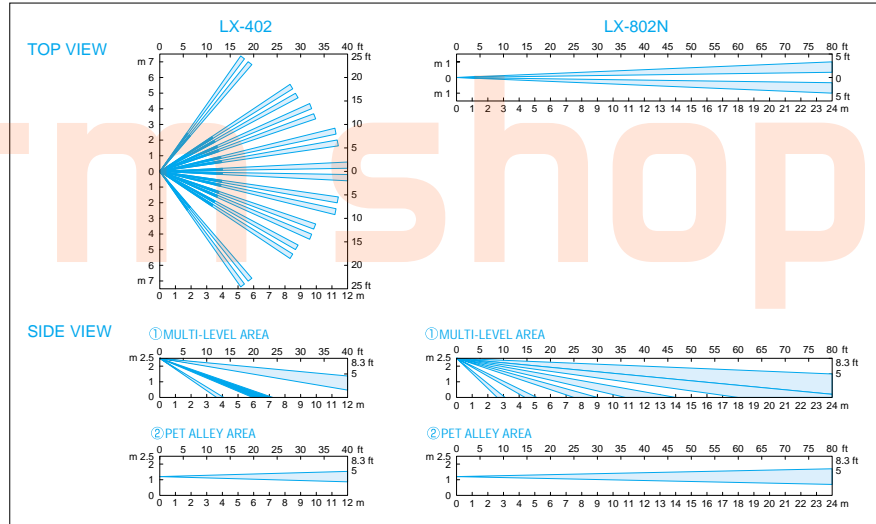 LX-402
LX-802N
TOP VIEW
0 5 10 15 20 25 30 35 40 ft
m 7 6 5 4 3 2 1 0 1 2 3 4 5 6 m 7
25 ft 20 15 10 5 0 5 10 15 20 25 ft
0 1 2 3 4 5 6 7 8 9 10 11 12 m
0 5 10 15 20 25 30 35 40 45 50 55 60 65 70 75 80 ft
m 1 0 m 1
5 ft 0 5 ft
0 1 2 3 4 5 6 7 8 9 10 11 12 13 14 15 16 17 18 19 20 21 22 23 24 m
rm shop
SIDE VIEW
①MULTI-LEVEL AREA
0 5 10 15 20 25 30 35 40 ft
m 2.5 2 1 0
8.3 ft 5
0 1 2 3 4 5 6 7 8 9 10 11 12 m
①MULTI-LEVEL AREA
0 5 10 15 20 25 30 35 40 45 50 55 60 65 70 75 80 ft
m 2.5 2 1 0
8.3 ft 5
0 1 2 3 4 5 6 7 8 9 10 11 12 13 14 15 16 17 18 19 20 21 22 23 24 m
②PET ALLEY AREA
0 5 10 15 20 25 30 35 40 ft
m 2.5 2 1 0
8.3 ft 5
0 1 2 3 4 5 6 7 8 9 10 11 12 m
②PET ALLEY AREA
0 5 10 15 20 25 30 35 40 45 50 55 60 65 70 75 80 ft
m 2.5 2 1 0
8.3 ft 5
0 1 2 3 4 5 6 7 8 9 10 11 12 13 14 15 16 17 18 19 20 21 22 23 24 m